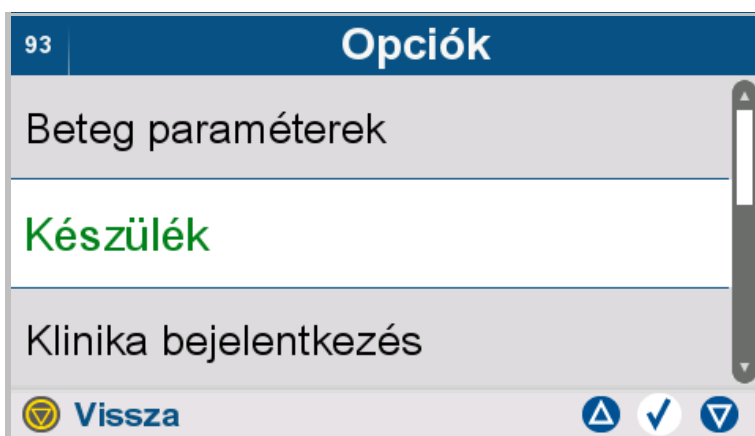 93
Opciók
Beteg paraméterek
Készülék
Klinika bejelentkezés
Vissza